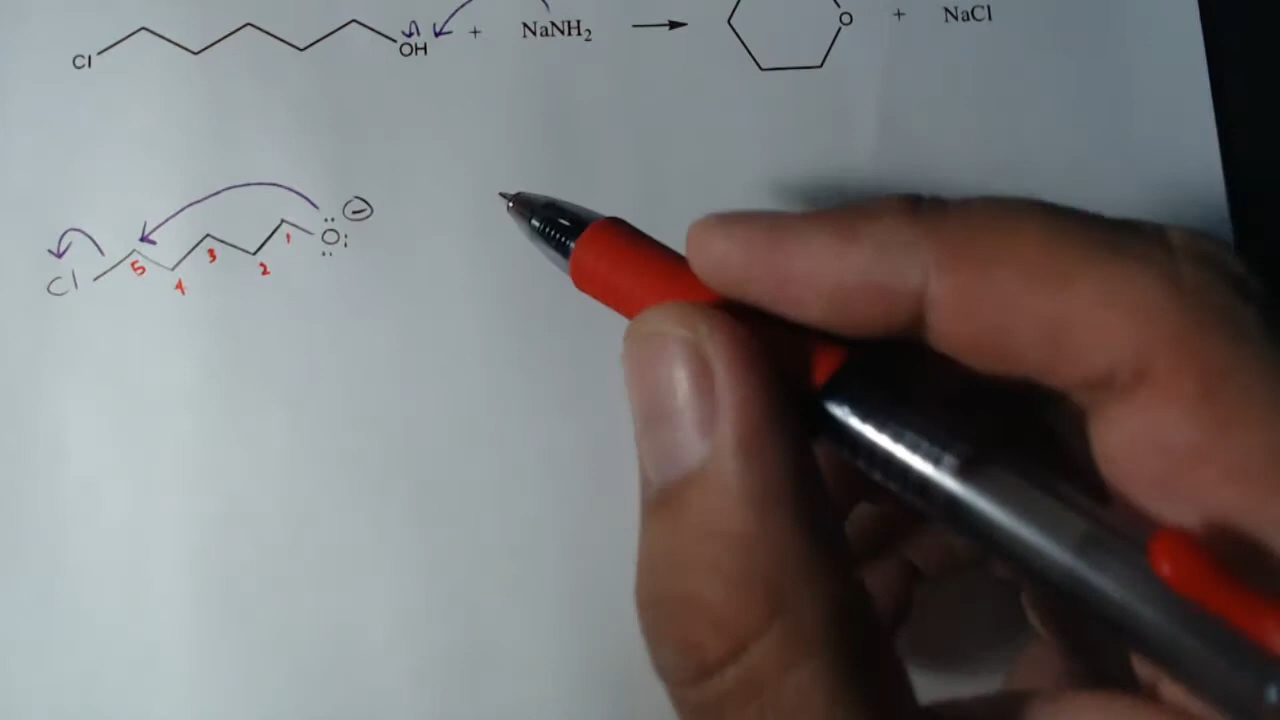 Cl OH + NaNH₂ → O + NaCl
Cl 5 4 3 2 1 :Ö: ⊖